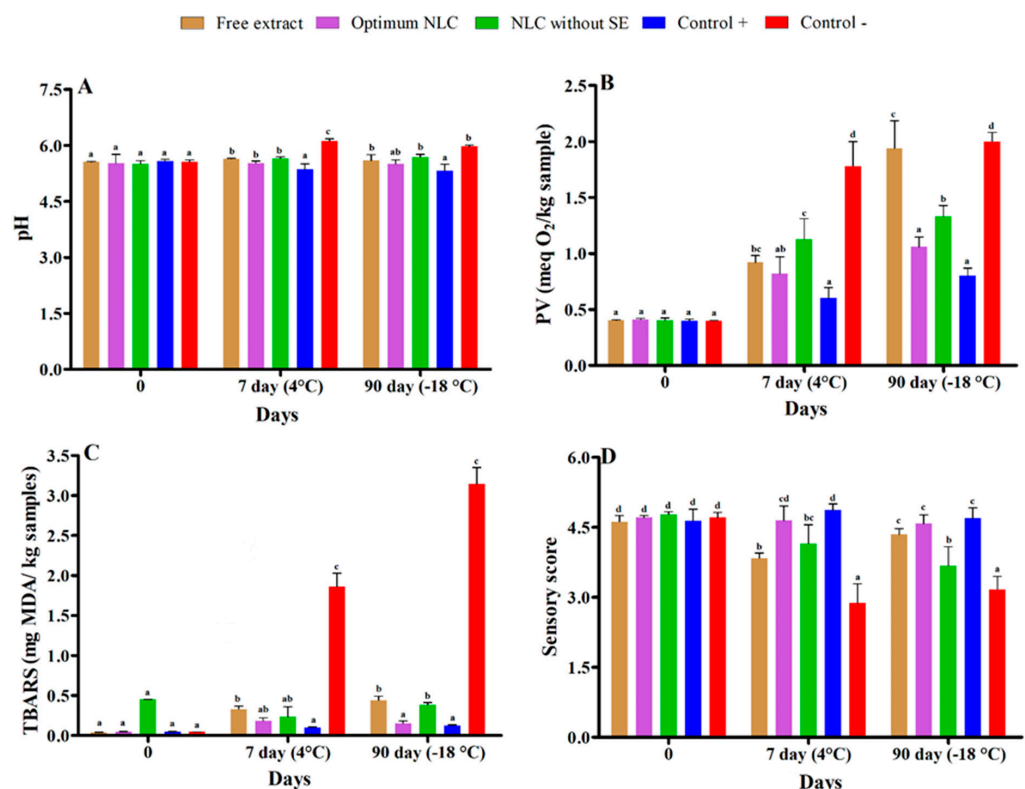 Free extract Optimum NLC NLC without SE Control + Control -
A
7.5
6.0
4.5
3.0
1.5
0.0
pH
a a a a a
b b b a c
b ab b a b
0 7 day (4°C) 90 day (-18 °C)
Days
B
2.5
2.0
1.5
1.0
0.5
0.0
PV (meq O₂/kg sample)
a a a a a
bc ab c a d
c a b a d
0 7 day (4°C) 90 day (-18 °C)
Days
C
3.5
3.0
2.5
2.0
1.5
1.0
0.5
0.0
TBARS (mg MDA/ kg samples)
a a a a a
b ab ab a c
b a b a c
0 7 day (4°C) 90 day (-18 °C)
Days
D
6.0
4.5
3.0
1.5
0.0
Sensory score
d d d d d
b cd bc d a
c c b c a
0 7 day (4°C) 90 day (-18 °C)
Days